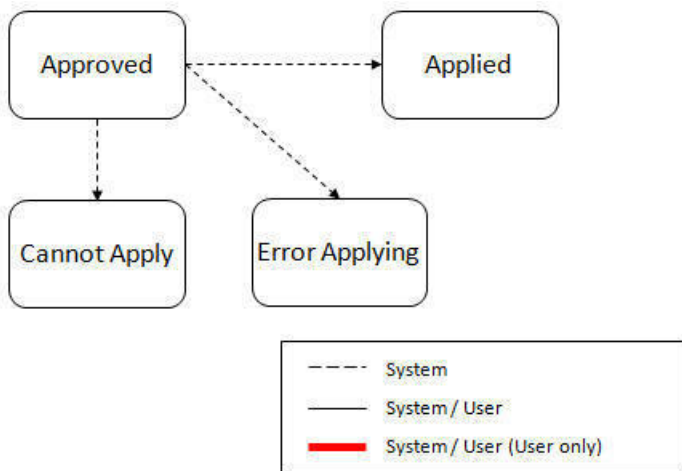 Approved
Applied
Cannot Apply
Error Applying
System
System / User
System / User (User only)